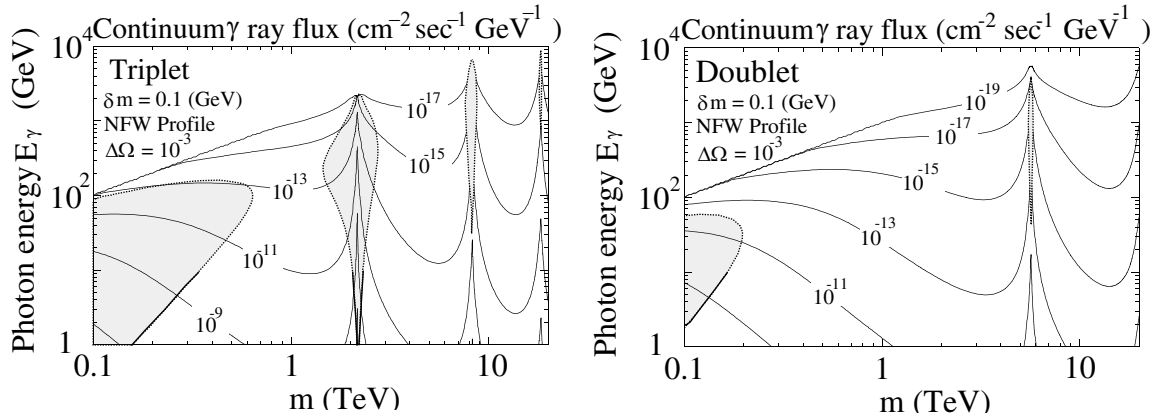 Continuum γ ray flux (cm⁻² sec⁻¹ GeV⁻¹)
Photon energy Eγ (GeV)
10⁴
10²
1
Triplet
δ m = 0.1 (GeV)
NFW Profile
ΔΩ = 10⁻³
10⁻¹⁷
10⁻¹⁵
10⁻¹³
10⁻¹¹
10⁻⁹
0.1 1 10
m (TeV)
Continuum γ ray flux (cm⁻² sec⁻¹ GeV⁻¹)
Photon energy Eγ (GeV)
10⁴
10²
1
Doublet
δ m = 0.1 (GeV)
NFW Profile
ΔΩ = 10⁻³
10⁻¹⁹
10⁻¹⁷
10⁻¹⁵
10⁻¹³
10⁻¹¹
0.1 1 10
m (TeV)